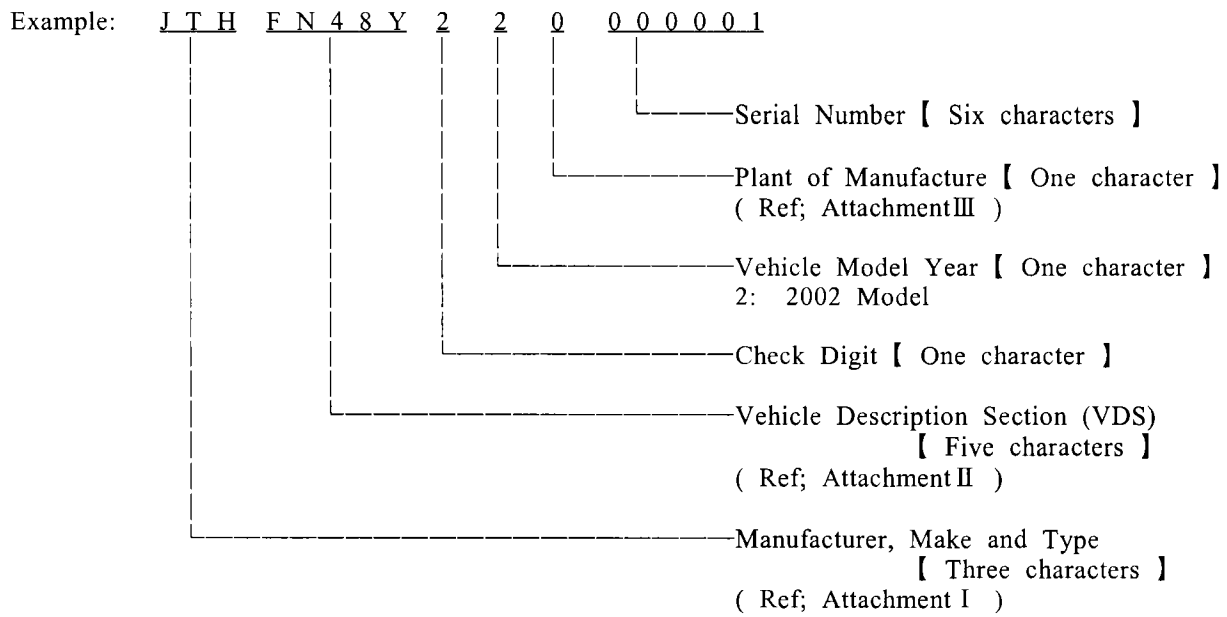 Example: J T H F N 4 8 Y 2 2 0 0 0 0 0 0 1
Serial Number【 Six characters 】
Plant of Manufacture【 One character 】
( Ref; AttachmentⅢ )
Vehicle Model Year【 One character 】
2: 2002 Model
Check Digit【 One character 】
Vehicle Description Section (VDS)
【 Five characters 】
( Ref; AttachmentⅡ )
Manufacturer, Make and Type
【 Three characters 】
( Ref; AttachmentⅠ )